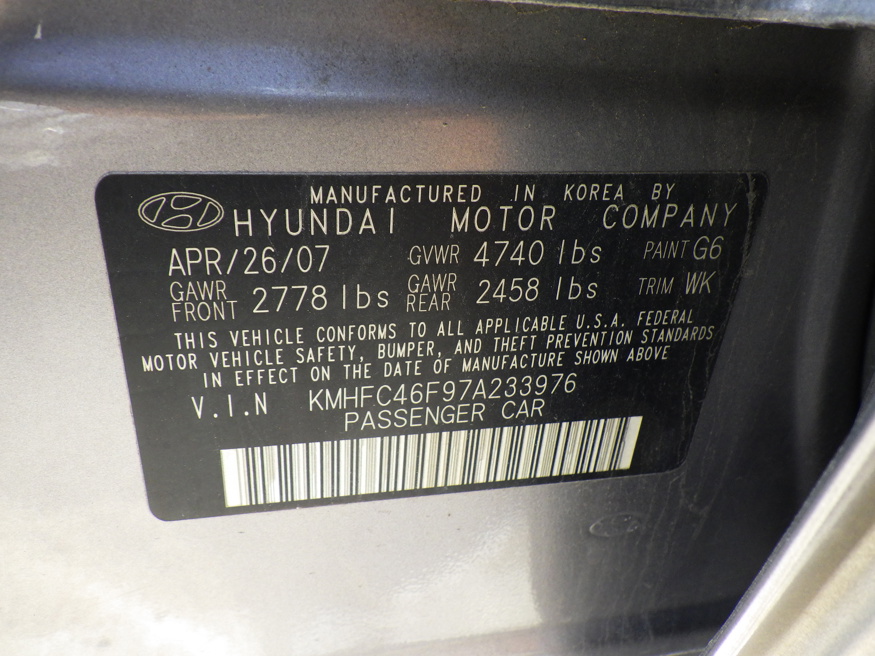 MANUFACTURED IN KOREA BY
HYUNDAI MOTOR COMPANY
APR/26/07 GVWR 4740 lbs PAINT G6
GAWR FRONT 2778 lbs GAWR REAR 2458 lbs TRIM WK
THIS VEHICLE CONFORMS TO ALL APPLICABLE U.S.A. FEDERAL
MOTOR VEHICLE SAFETY, BUMPER, AND THEFT PREVENTION STANDARDS
IN EFFECT ON THE DATE OF MANUFACTURE SHOWN ABOVE
V.I.N KMHFC46F97A233976
PASSENGER CAR